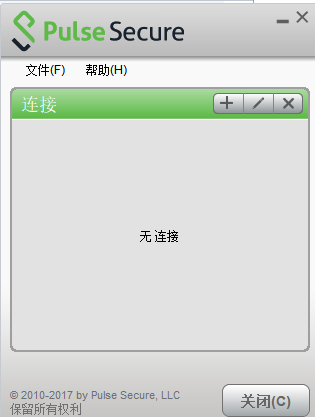 Pulse Secure
文件(F) 帮助(H)
连接
无 连接
© 2010-2017 by Pulse Secure, LLC
保留所有权利
关闭(C)